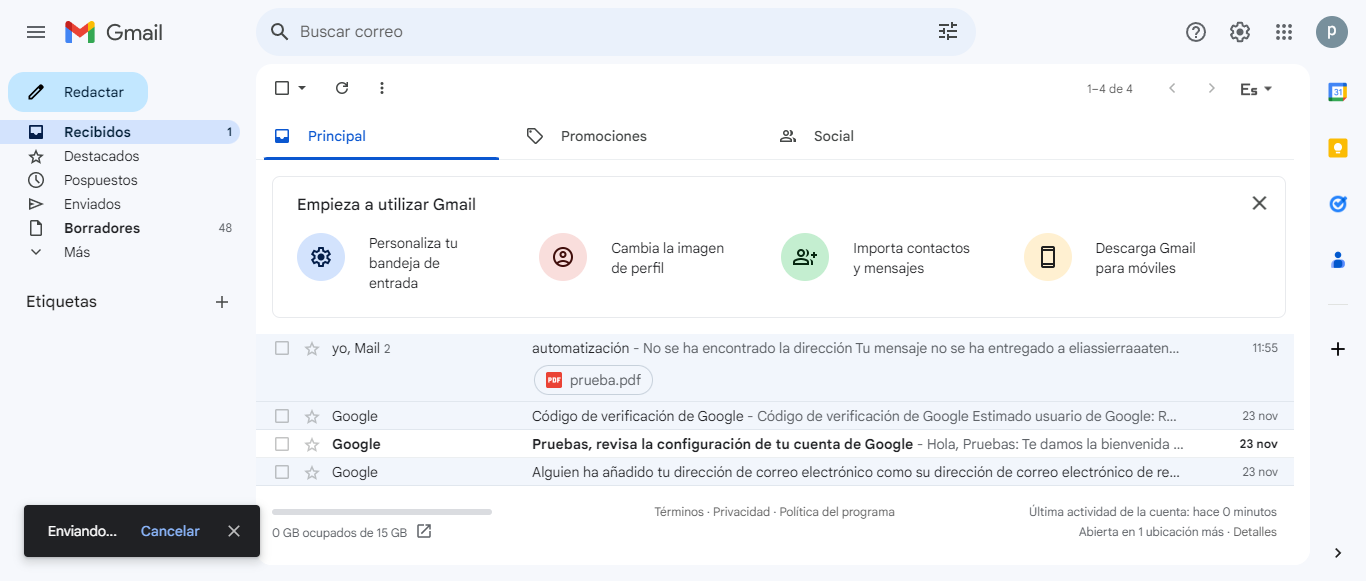 Gmail
Buscar correo
P
Redactar
Recibidos 1
Destacados
Pospuestos
Enviados
Borradores 48
Más
Etiquetas
1–4 de 4
Es
Principal
Promociones
Social
Empieza a utilizar Gmail
Personaliza tu
bandeja de
entrada
Cambia la imagen
de perfil
Importa contactos
y mensajes
Descarga Gmail
para móviles
yo, Mail 2 automatización - No se ha encontrado la dirección Tu mensaje no se ha entregado a eliassierraaaten... 11:55
PDF prueba.pdf
Google Código de verificación de Google - Código de verificación de Google Estimado usuario de Google: R... 23 nov
Google Pruebas, revisa la configuración de tu cuenta de Google - Hola, Pruebas: Te damos la bienvenida ... 23 nov
Google Alguien ha añadido tu dirección de correo electrónico como su dirección de correo electrónico de re... 23 nov
0 GB ocupados de 15 GB
Términos · Privacidad · Política del programa
Última actividad de la cuenta: hace 0 minutos
Abierta en 1 ubicación más · Detalles
Enviando... Cancelar
31